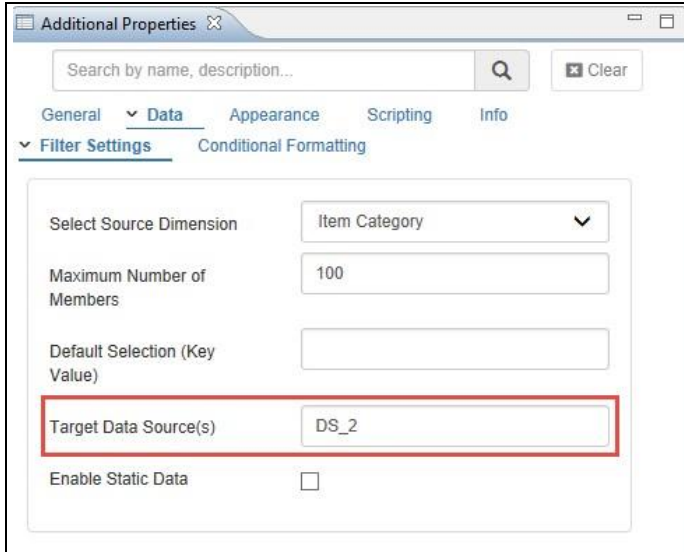 Additional Properties
Search by name, description...
Clear
General Data Appearance Scripting Info
Filter Settings Conditional Formatting
Select Source Dimension Item Category
Maximum Number of 100
Members
Default Selection (Key
Value)
Target Data Source(s) DS_2
Enable Static Data